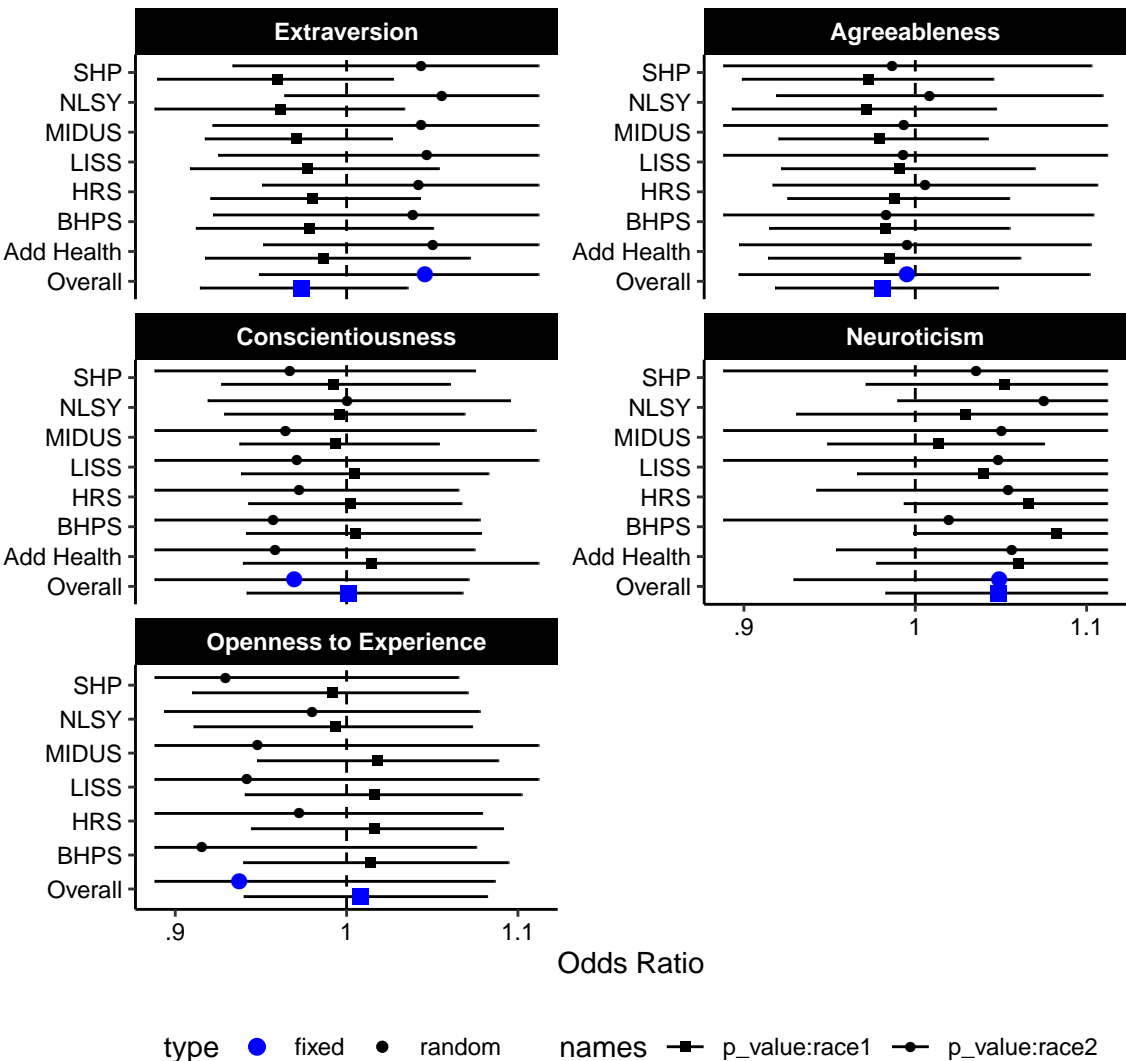 Extraversion
SHP
NLSY
MIDUS
LISS
HRS
BHPS
Add Health
Overall
Agreeableness
SHP
NLSY
MIDUS
LISS
HRS
BHPS
Add Health
Overall
Conscientiousness
SHP
NLSY
MIDUS
LISS
HRS
BHPS
Add Health
Overall
Neuroticism
SHP
NLSY
MIDUS
LISS
HRS
BHPS
Add Health
Overall
.9 1 1.1
Openness to Experience
SHP
NLSY
MIDUS
LISS
HRS
BHPS
Overall
.9 1 1.1
Odds Ratio
type fixed random names p_value:race1 p_value:race2